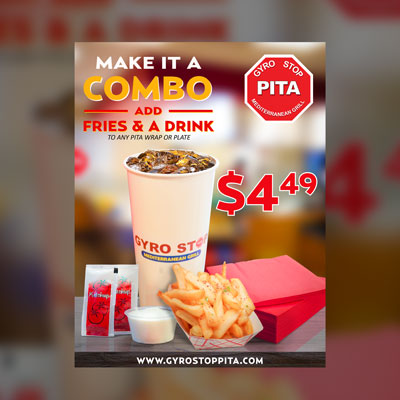 MAKE IT A
COMBO
ADD
FRIES & A DRINK
TO ANY PITA WRAP OR PLATE
GYRO STOP
PITA
MEDITERRANEAN GRILL
$4.49
GYRO STOP
MEDITERRANEAN GRILL
WWW.GYROSTOPPITA.COM